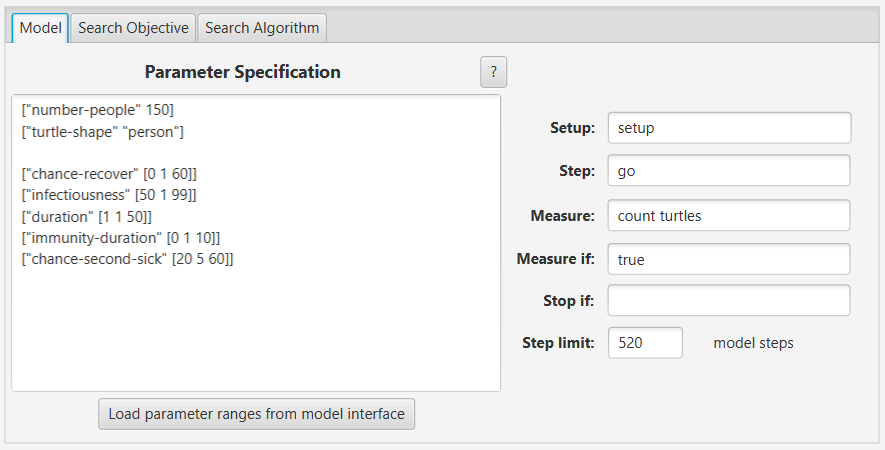 Model Search Objective Search Algorithm
Parameter Specification ?
["number-people" 150]
["turtle-shape" "person"]
["chance-recover" [0 1 60]]
["infectiousness" [50 1 99]]
["duration" [1 1 50]]
["immunity-duration" [0 1 10]]
["chance-second-sick" [20 5 60]]
Load parameter ranges from model interface
Setup: setup
Step: go
Measure: count turtles
Measure if: true
Stop if:
Step limit: 520 model steps